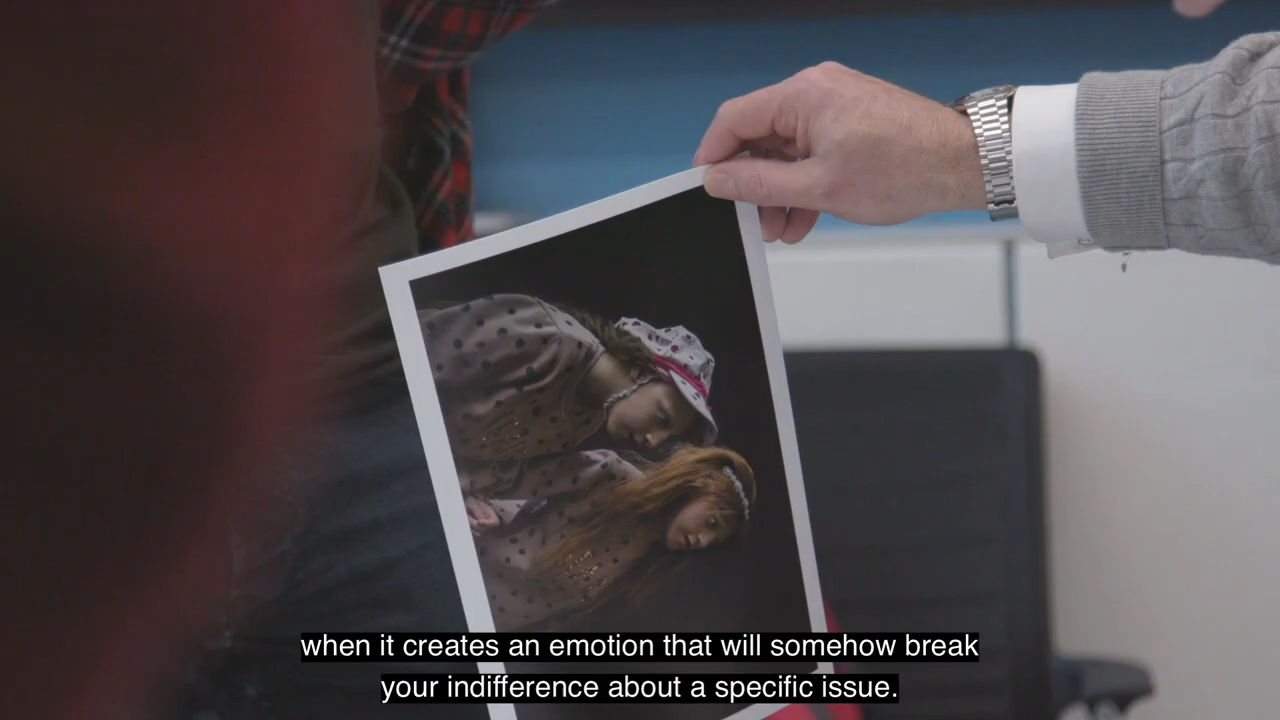 when it creates an emotion that will somehow break
your indifference about a specific issue.